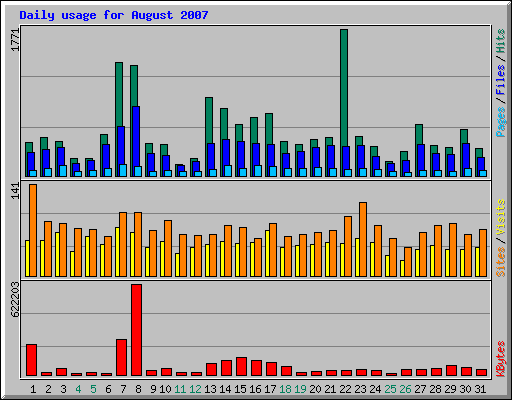 Daily usage for August 2007
1771
Pages / Files / Hits
141
Sites / Visits
622203
KBytes
1 2 3 4 5 6 7 8 9 10 11 12 13 14 15 16 17 18 19 20 21 22 23 24 25 26 27 28 29 30 31